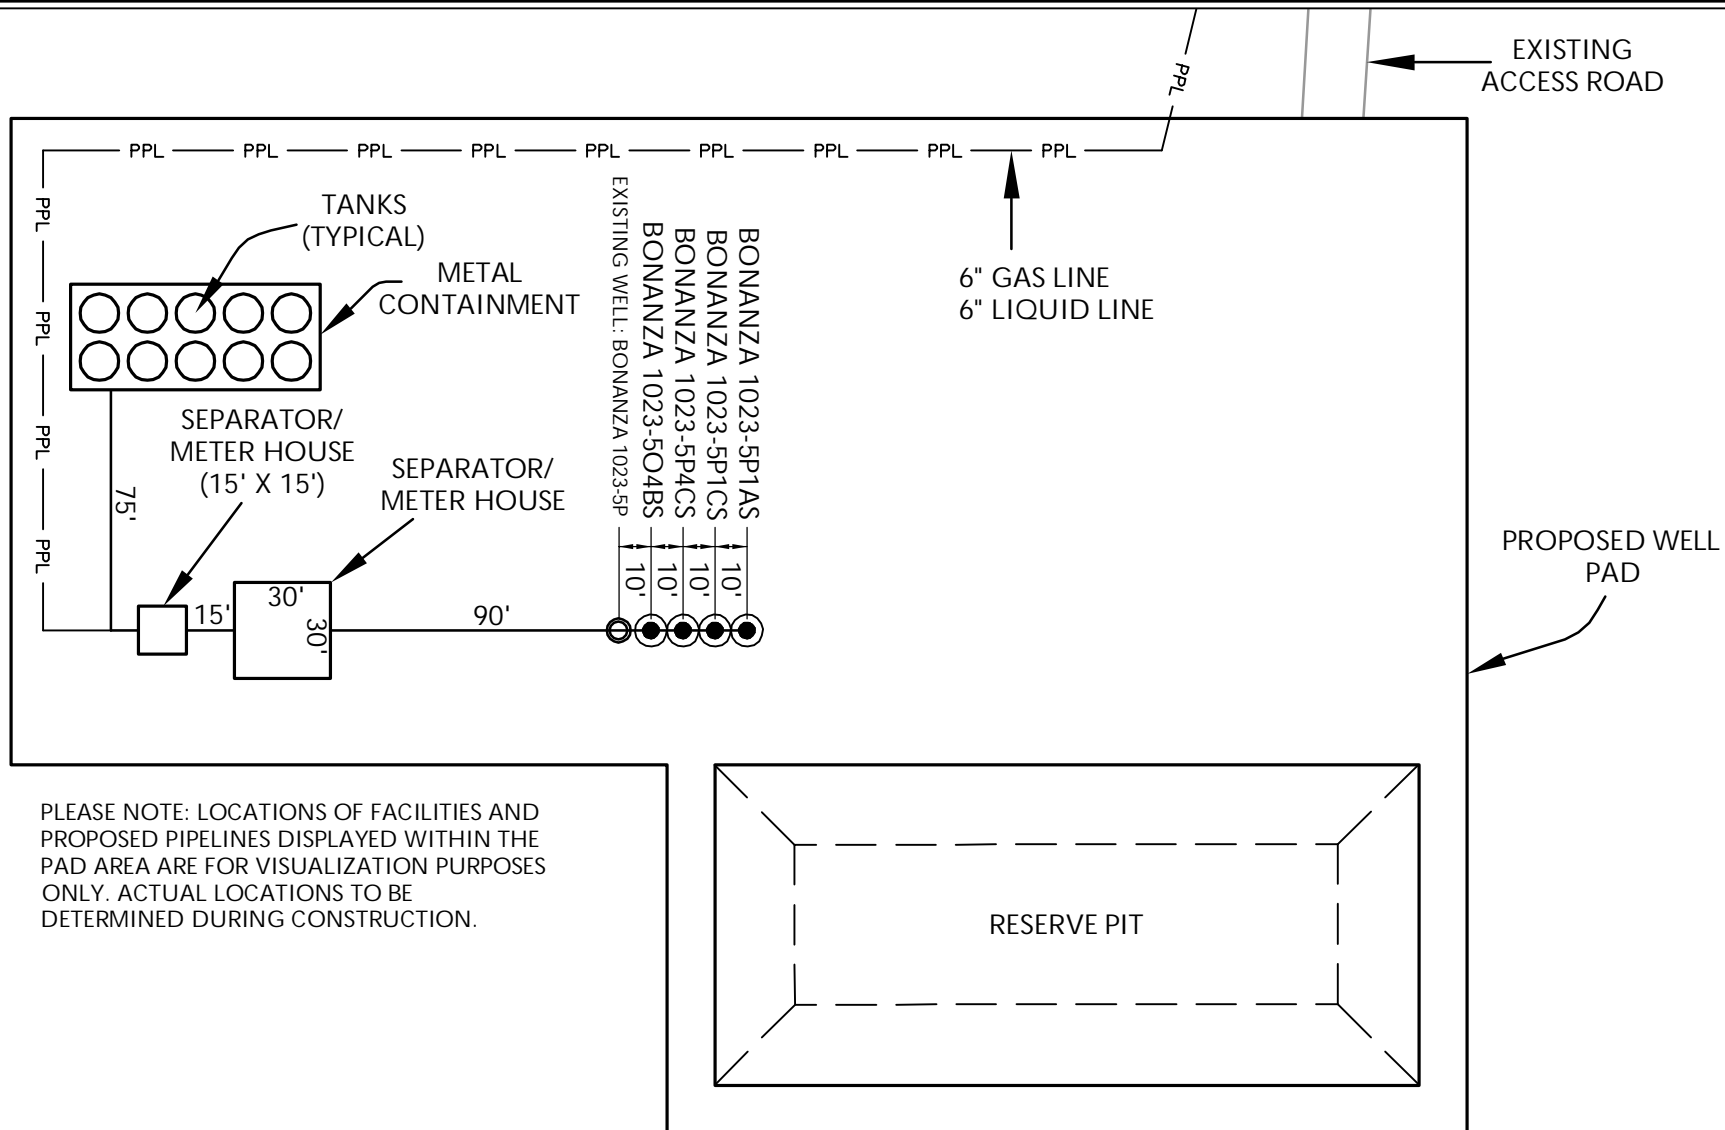 EXISTING
ACCESS ROAD
PPL
PPL
PPL
PPL
PPL
PPL
PPL
PPL
PPL
PPL
PPL
PPL
PPL
PPL
TANKS
(TYPICAL)
METAL
CONTAINMENT
EXISTING WELL: BONANZA 1023-5P
BONANZA 1023-5O4BS
BONANZA 1023-5P4CS
BONANZA 1023-5P1CS
BONANZA 1023-5P1AS
6" GAS LINE
6" LIQUID LINE
SEPARATOR/
METER HOUSE
(15' X 15')
SEPARATOR/
METER HOUSE
75'
10'
10'
10'
10'
15'
30'
30'
90'
PROPOSED WELL
PAD
PLEASE NOTE: LOCATIONS OF FACILITIES AND
PROPOSED PIPELINES DISPLAYED WITHIN THE
PAD AREA ARE FOR VISUALIZATION PURPOSES
ONLY. ACTUAL LOCATIONS TO BE
DETERMINED DURING CONSTRUCTION.
RESERVE PIT